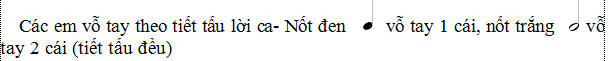 Các em vỗ tay theo tiết tấu lời ca- Nốt đen vỗ tay 1 cái, nốt trắng vỗ
tay 2 cái (tiết tấu đều)